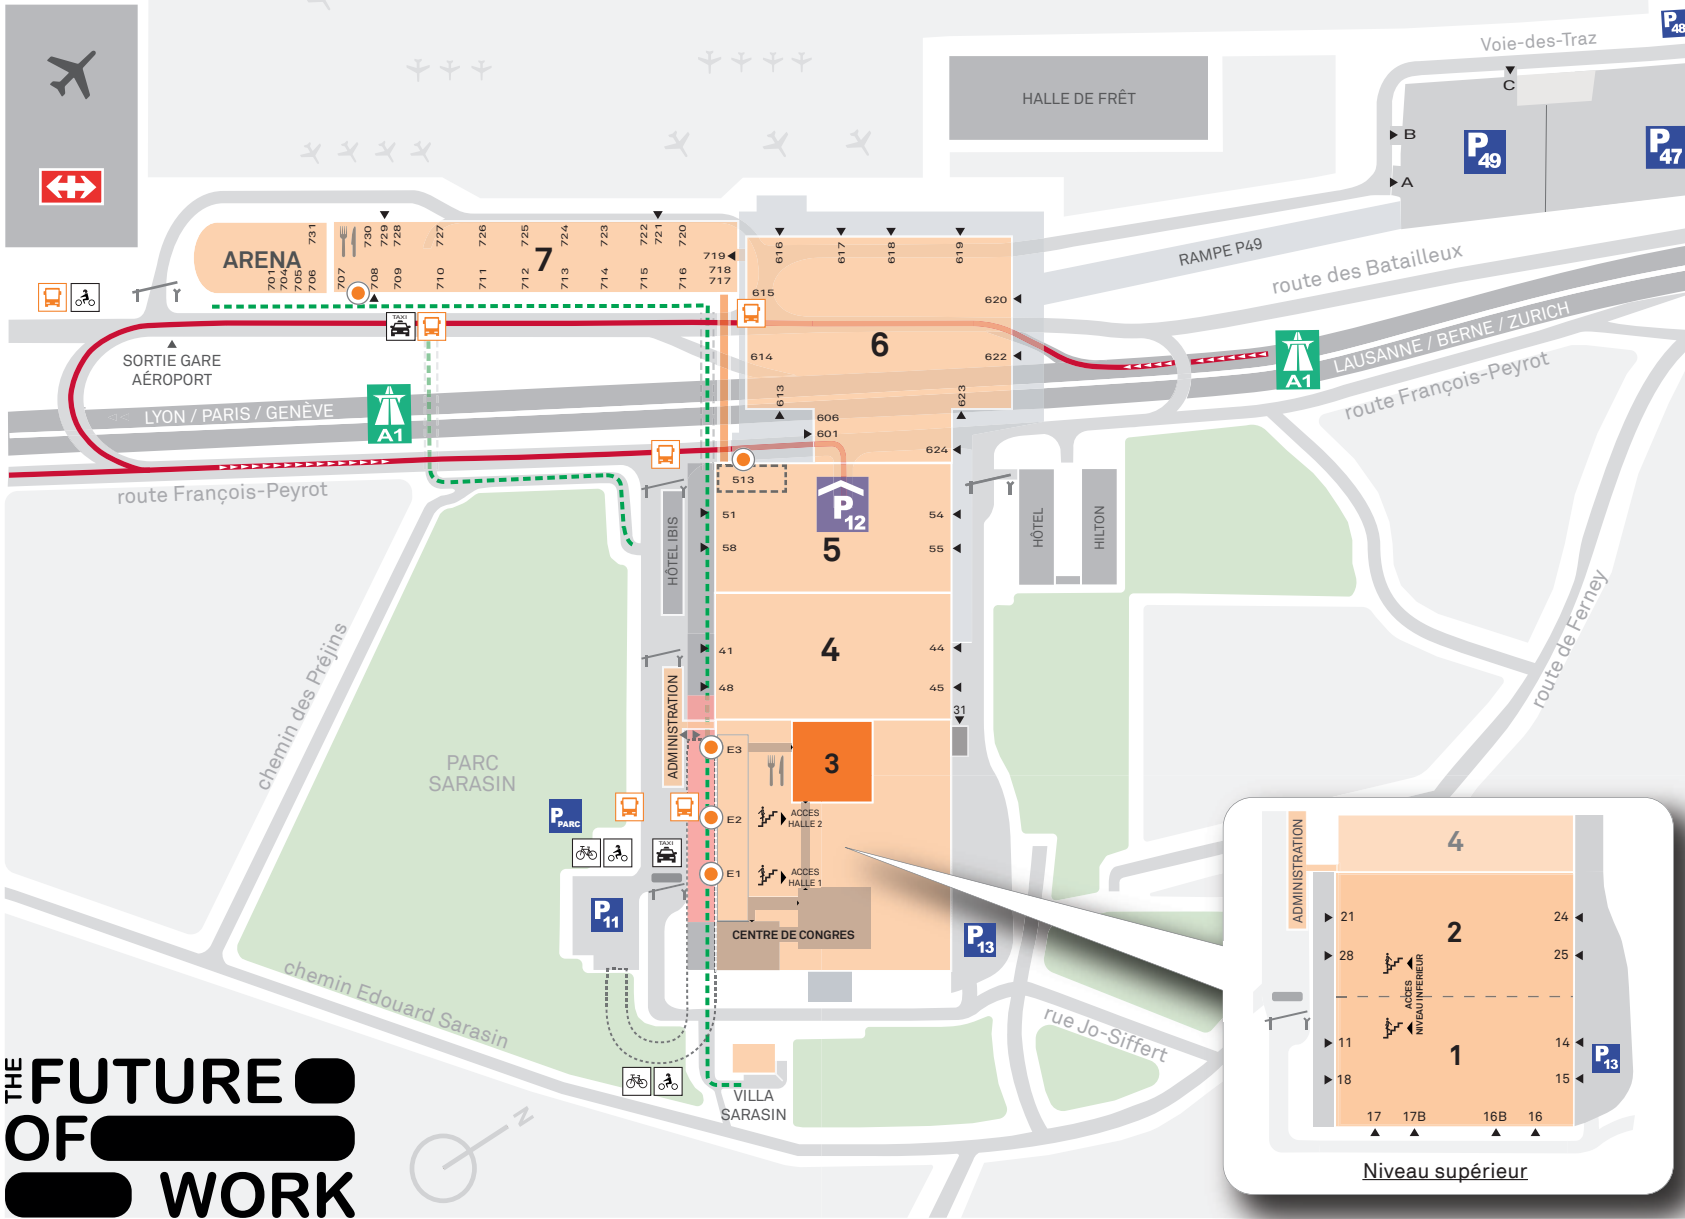 Voie-des-Traz
P48
C
HALLE DE FRÊT
B
A
P49
P47
RAMPE P49
route des Batailleux
ARENA
731
701
704
705
706
730
729
728
727
726
725
724
723
722
721
720
7
707
708
709
710
711
712
713
714
715
716
719
718
717
616
617
618
619
615
620
6
614
622
613
623
606
601
624
TAXI
SORTIE GARE
AÉROPORT
LYON / PARIS / GENÈVE
A1
A1
LAUSANNE / BERNE / ZURICH
route François-Peyrot
route François-Peyrot
513
P12
51
58
54
55
5
HÔTEL IBIS
HÔTEL
HILTON
route de Ferney
chemin des Préjins
4
41
48
44
45
31
ADMINISTRATION
PARC
SARASIN
E3
3
E2
ACCES
HALLE 2
E1
ACCES
HALLE 1
P PARC
TAXI
P11
CENTRE DE CONGRES
P13
chemin Edouard Sarasin
rue Jo-Siffert
VILLA
SARASIN
N
ADMINISTRATION
4
21
2
24
28
25
ACCES
NIVEAU INFERIEUR
11
1
14
18
15
P13
17
17B
16B
16
Niveau supérieur
THE FUTURE
OF
WORK